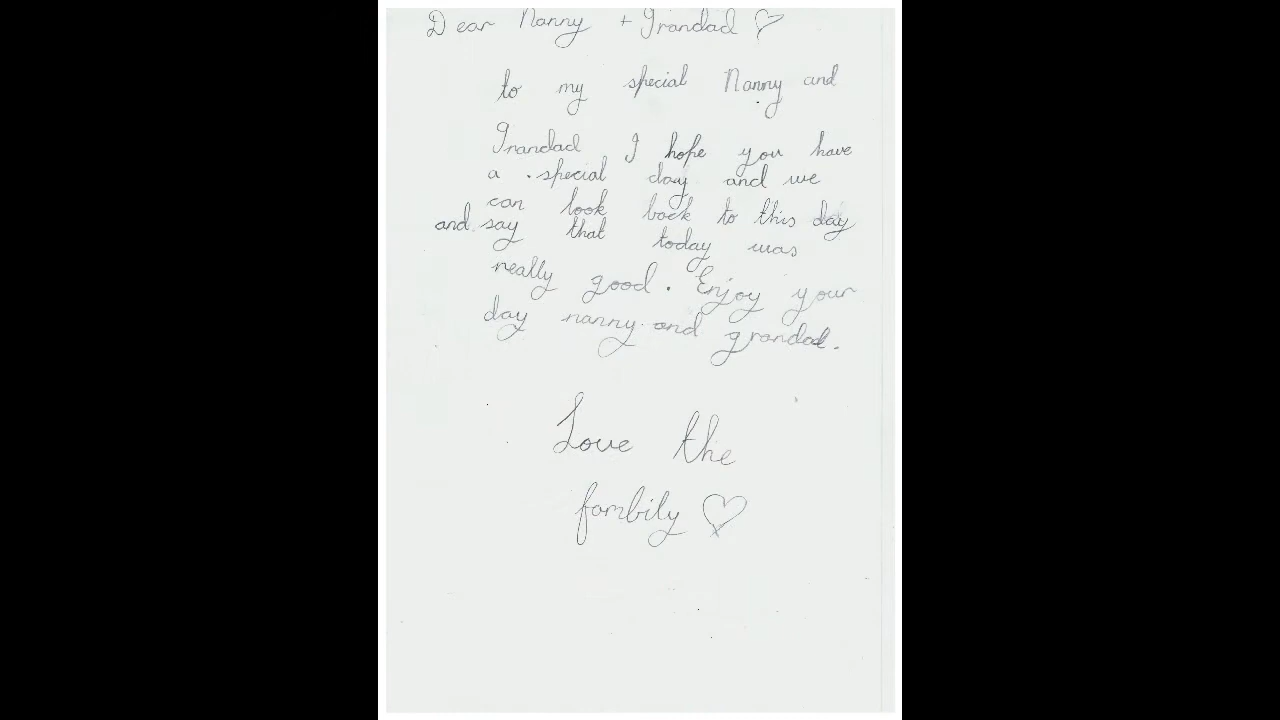 Dear Nanny + Grandad ♡
to my special Nanny and
Grandad I hope you have
a special day and we
can look back to this day
and say that today was
really good. Enjoy your
day nanny and grandad.
Love the
fambily ♡